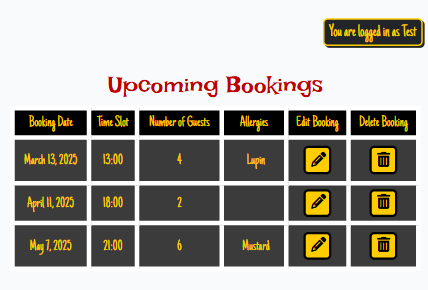 You are logged in as Test
Upcoming Bookings
Booking Date Time Slot Number of Guests Allergies Edit Booking Delete Booking
March 13, 2025 13:00 4 Lupin
April 11, 2025 18:00 2
May 7, 2025 21:00 6 Mustard